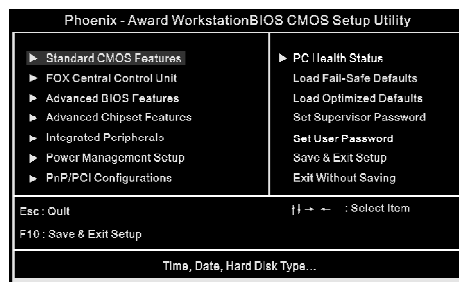 Phoenix - Award WorkstationBIOS CMOS Setup Utility
▶ Standard CMOS Features
▶ FOX Central Control Unit
▶ Advanced BIOS Features
▶ Advanced Chipset Features
▶ Integrated Peripherals
▶ Power Management Setup
▶ PnP/PCI Configurations
▶ PC Health Status
Load Fail-Safe Defaults
Load Optimized Defaults
Set Supervisor Password
Set User Password
Save & Exit Setup
Exit Without Saving
Esc : Quit
F10 : Save & Exit Setup
↑↓→ ← : Select Item
Time, Date, Hard Disk Type...